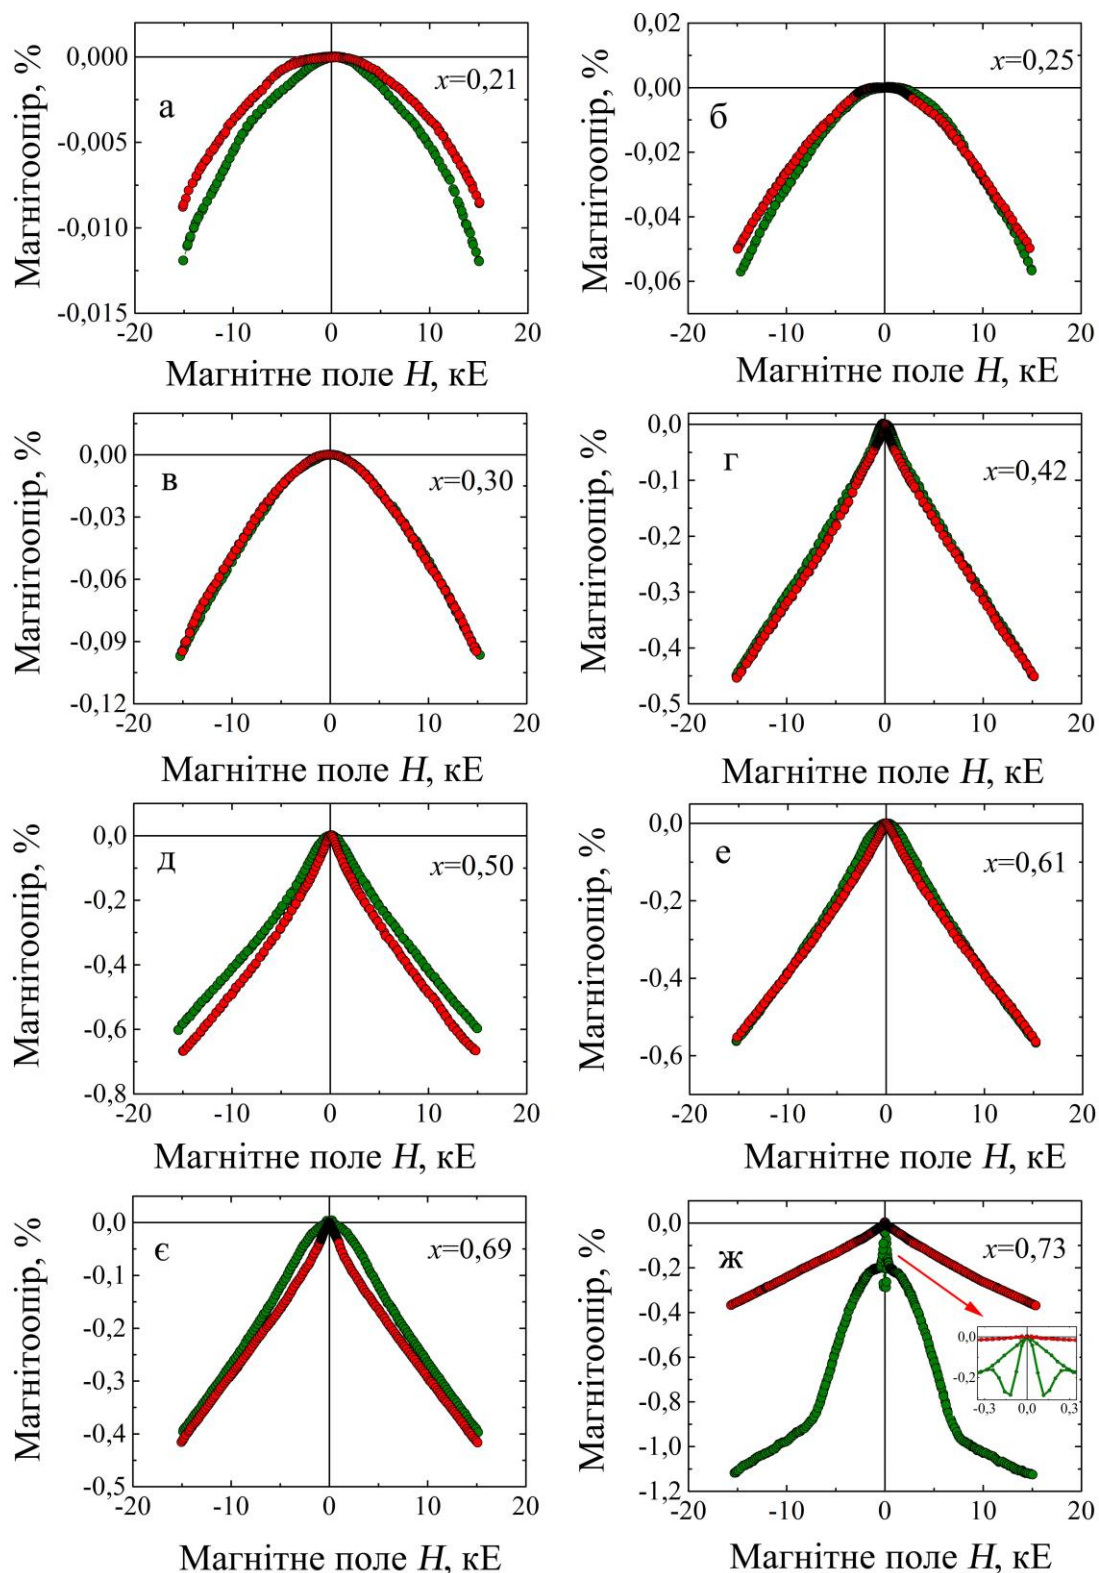 0,000
-0,005
-0,010
-0,015
-20 -10 0 10 20
Магнітоопір, %
Магнітне поле H, кЕ
а
x=0,21
0,02
0,00
-0,02
-0,04
-0,06
-20 -10 0 10 20
Магнітоопір, %
Магнітне поле H, кЕ
б
x=0,25
0,00
-0,03
-0,06
-0,09
-0,12
-20 -10 0 10 20
Магнітоопір, %
Магнітне поле H, кЕ
в
x=0,30
0,0
-0,1
-0,2
-0,3
-0,4
-0,5
-20 -10 0 10 20
Магнітоопір, %
Магнітне поле H, кЕ
г
x=0,42
0,0
-0,2
-0,4
-0,6
-0,8
-20 -10 0 10 20
Магнітоопір, %
Магнітне поле H, кЕ
д
x=0,50
0,0
-0,2
-0,4
-0,6
-20 -10 0 10 20
Магнітоопір, %
Магнітне поле H, кЕ
е
x=0,61
0,0
-0,1
-0,2
-0,3
-0,4
-0,5
-20 -10 0 10 20
Магнітоопір, %
Магнітне поле H, кЕ
є
x=0,69
0,0
-0,2
-0,4
-0,6
-0,8
-1,0
-1,2
-20 -10 0 10 20
Магнітоопір, %
Магнітне поле H, кЕ
ж
x=0,73
0,0
-0,2
-0,3 0,0 0,3